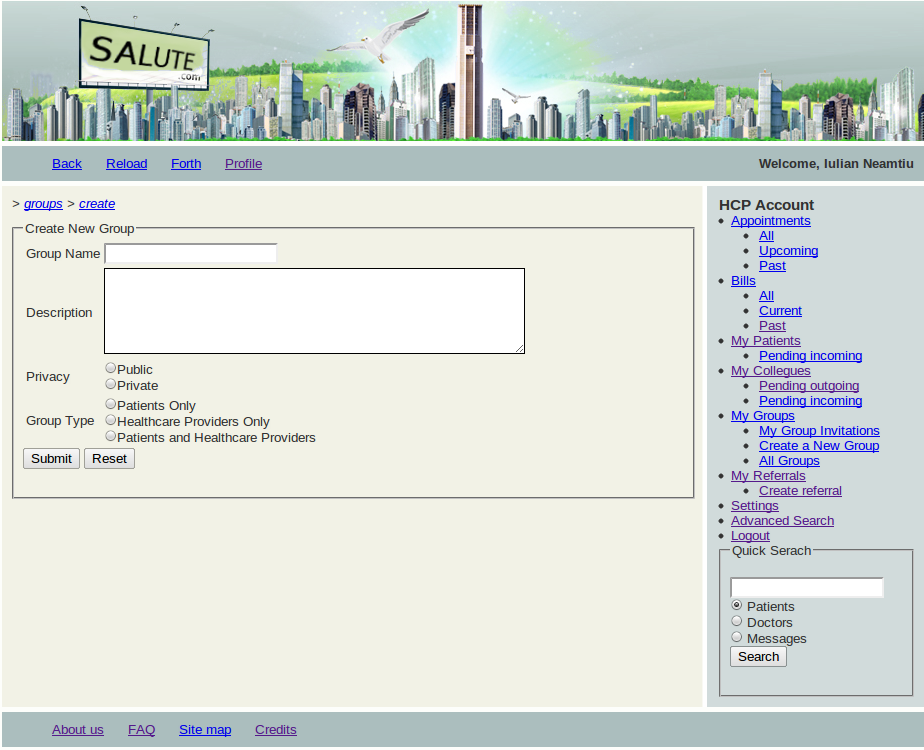 SALUTE
.com
Back Reload Forth Profile Welcome, Iulian Neamtiu
> groups > create
Create New Group
Group Name
Description
Privacy
Public
Private
Group Type
Patients Only
Healthcare Providers Only
Patients and Healthcare Providers
Submit Reset
HCP Account
Appointments
All
Upcoming
Past
Bills
All
Current
Past
My Patients
Pending incoming
My Collegues
Pending outgoing
Pending incoming
My Groups
My Group Invitations
Create a New Group
All Groups
My Referrals
Create referral
Settings
Advanced Search
Logout
Quick Serach
Patients
Doctors
Messages
Search
About us FAQ Site map Credits